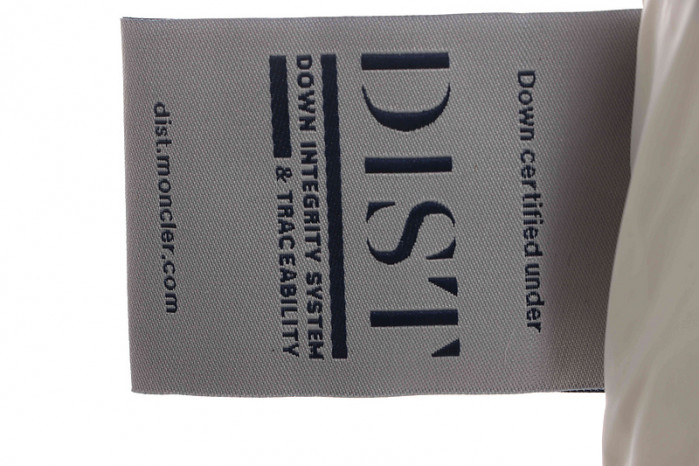 Down certified under
DIST
DOWN INTEGRITY SYSTEM
& TRACEABILITY
dist.moncler.com